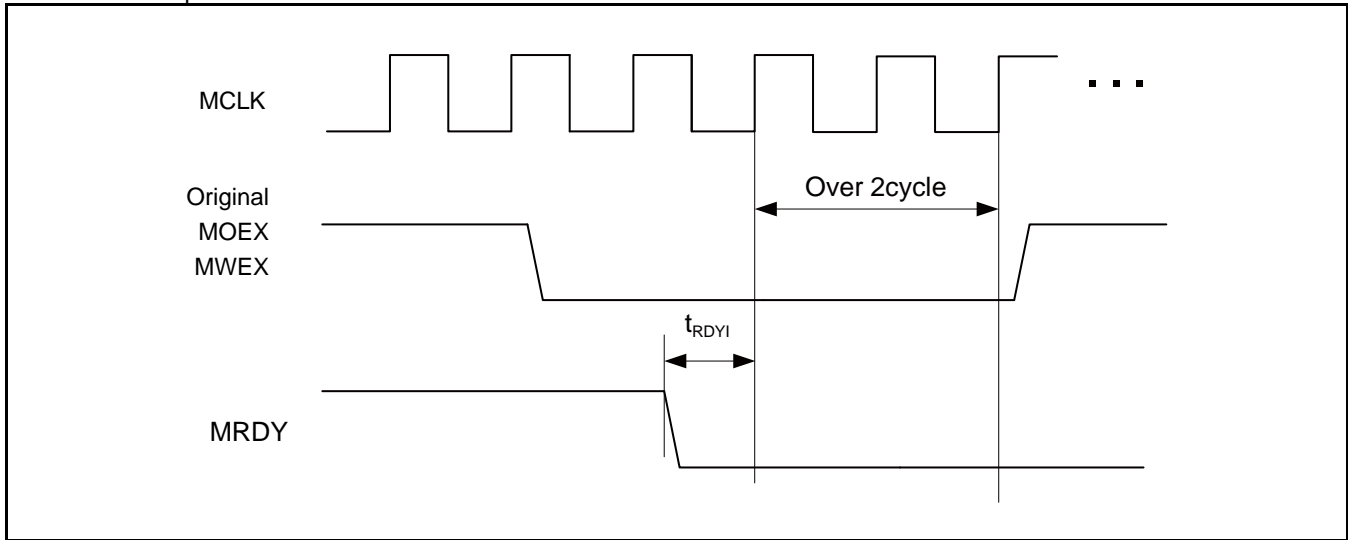 MCLK
. . .
Original
MOEX
MWEX
Over 2cycle
tRDYI
MRDY